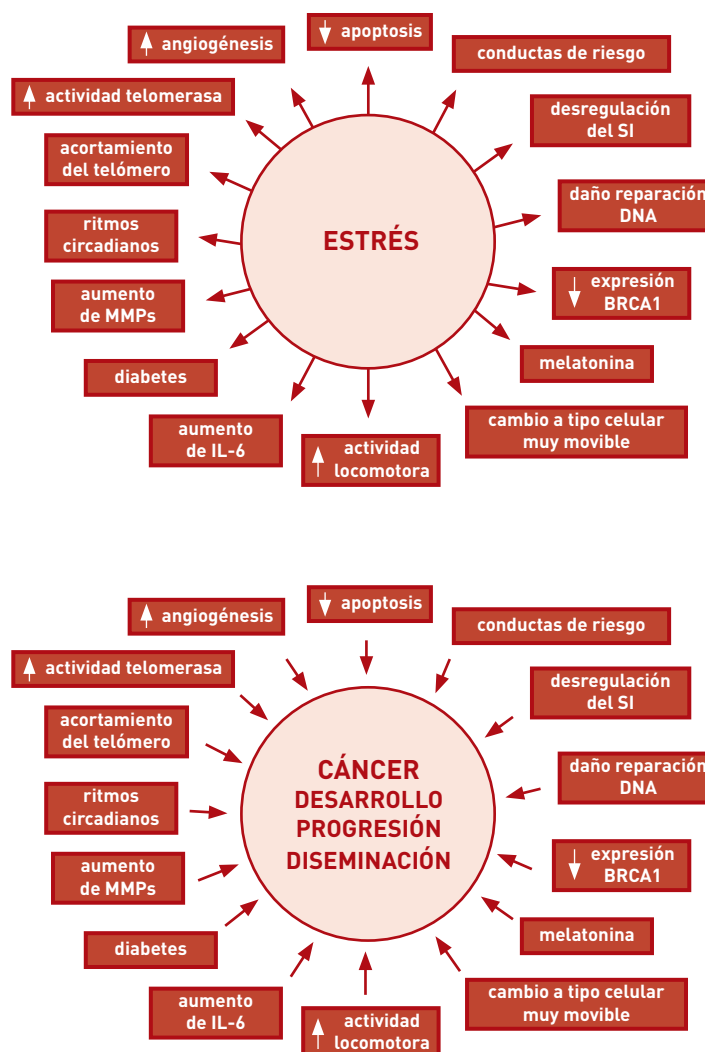 ↑ angiogénesis
↓ apoptosis
conductas de riesgo
↑ actividad telomerasa
desregulación
del SI
acortamiento
del telómero
daño reparación
DNA
ritmos
circadianos
ESTRÉS
↓ expresión
BRCA1
aumento
de MMPs
melatonina
diabetes
cambio a tipo celular
muy movible
aumento
de IL-6
↑ actividad
locomotora
↑ angiogénesis
↓ apoptosis
conductas de riesgo
↑ actividad telomerasa
desregulación
del SI
acortamiento
del telómero
daño reparación
DNA
ritmos
circadianos
CÁNCER
DESARROLLO
PROGRESIÓN
DISEMINACIÓN
↓ expresión
BRCA1
aumento
de MMPs
melatonina
diabetes
cambio a tipo celular
muy movible
aumento
de IL-6
↑ actividad
locomotora